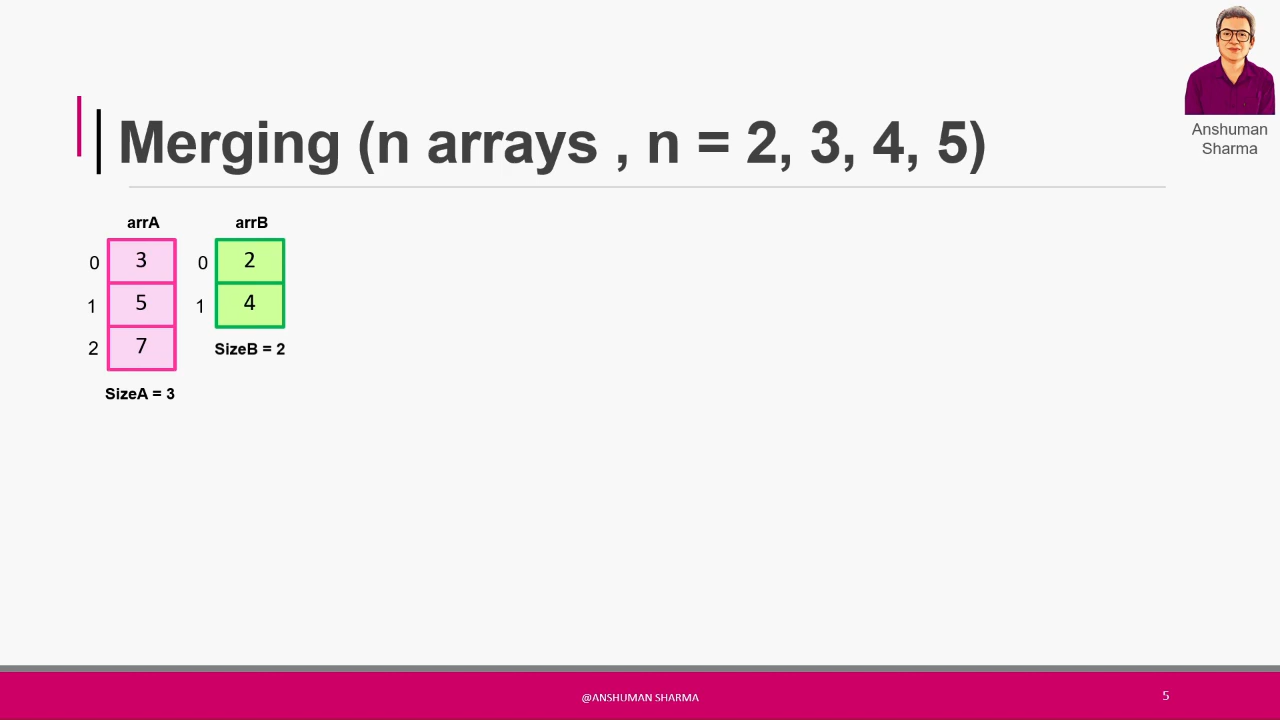 Anshuman
Sharma
Merging (n arrays , n = 2, 3, 4, 5)
arrA arrB
0 3 0 2
1 5 1 4
2 7
SizeB = 2
SizeA = 3
@ANSHUMAN SHARMA
5